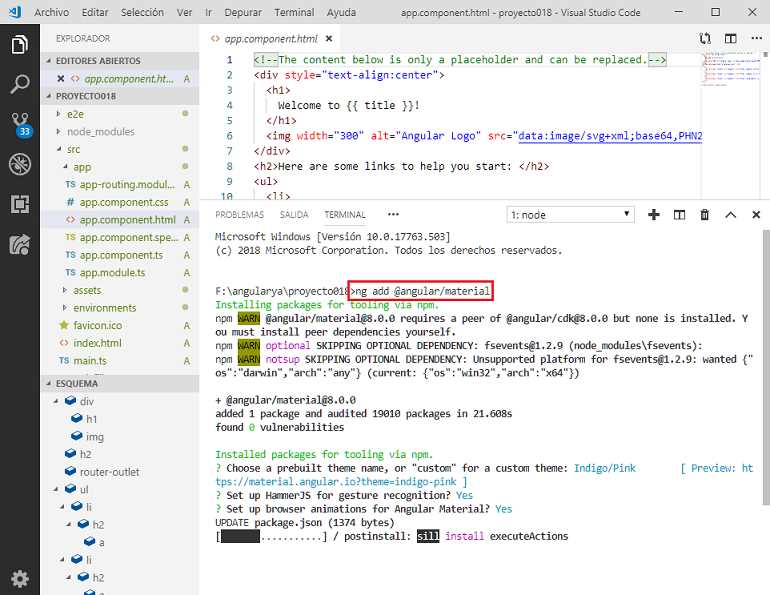 Archivo Editar Selección Ver Ir Depurar Terminal Ayuda app.component.html - proyecto018 - Visual Studio Code
EXPLORADOR
EDITORES ABIERTOS
app.component.ht... A
PROYECTO018
e2e
node_modules
src
app
TS app-routing.modul... A
# app.component.css A
<> app.component.html A
TS app.component.spe... A
TS app.component.ts A
TS app.module.ts A
assets
environments
favicon.ico A
<> index.html A
TS main.ts A
ESQUEMA
div
h1
img
h2
router-outlet
ul
li
h2
a
li
h2
33
<> app.component.html
1 <!--The content below is only a placeholder and can be replaced.-->
2 <div style="text-align:center">
3 <h1>
4 Welcome to {{ title }}!
5 </h1>
6 <img width="300" alt="Angular Logo" src="data:image/svg+xml;base64,PHN2
7 </div>
8 <h2>Here are some links to help you start: </h2>
9 <ul>
10 <li>
PROBLEMAS SALIDA TERMINAL ••• 1: node
Microsoft Windows [Versión 10.0.17763.503]
(c) 2018 Microsoft Corporation. Todos los derechos reservados.
F:\angularya\proyecto018>ng add @angular/material
Installing packages for tooling via npm.
npm WARN @angular/material@8.0.0 requires a peer of @angular/cdk@8.0.0 but none is installed. Y
ou must install peer dependencies yourself.
npm WARN optional SKIPPING OPTIONAL DEPENDENCY: fsevents@1.2.9 (node_modules\fsevents):
npm WARN notsup SKIPPING OPTIONAL DEPENDENCY: Unsupported platform for fsevents@1.2.9: wanted {"
os":"darwin","arch":"any"} (current: {"os":"win32","arch":"x64"})
+ @angular/material@8.0.0
added 1 package and audited 19010 packages in 21.608s
found 0 vulnerabilities
Installed packages for tooling via npm.
? Choose a prebuilt theme name, or "custom" for a custom theme: Indigo/Pink [ Preview: ht
tps://material.angular.io?theme=indigo-pink ]
? Set up HammerJS for gesture recognition? Yes
? Set up browser animations for Angular Material? Yes
UPDATE package.json (1374 bytes)
[ ...........] / postinstall: sill install executeActions